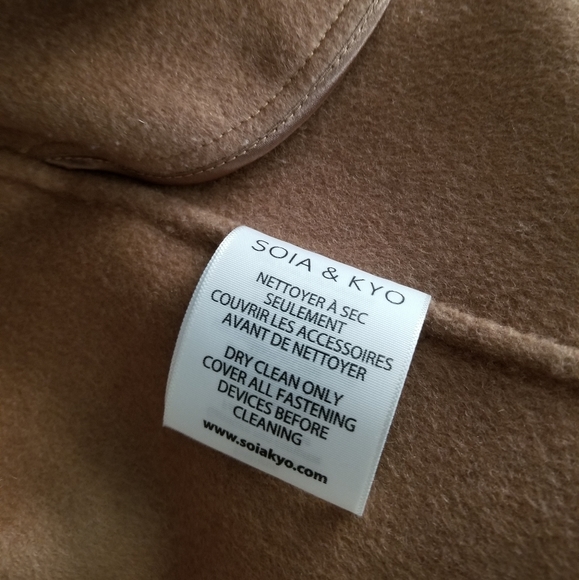 SOIA & KYO
NETTOYER À SEC
SEULEMENT
COUVRIR LES ACCESSOIRES
AVANT DE NETTOYER
DRY CLEAN ONLY
COVER ALL FASTENING
DEVICES BEFORE
CLEANING
www.soiakyo.com